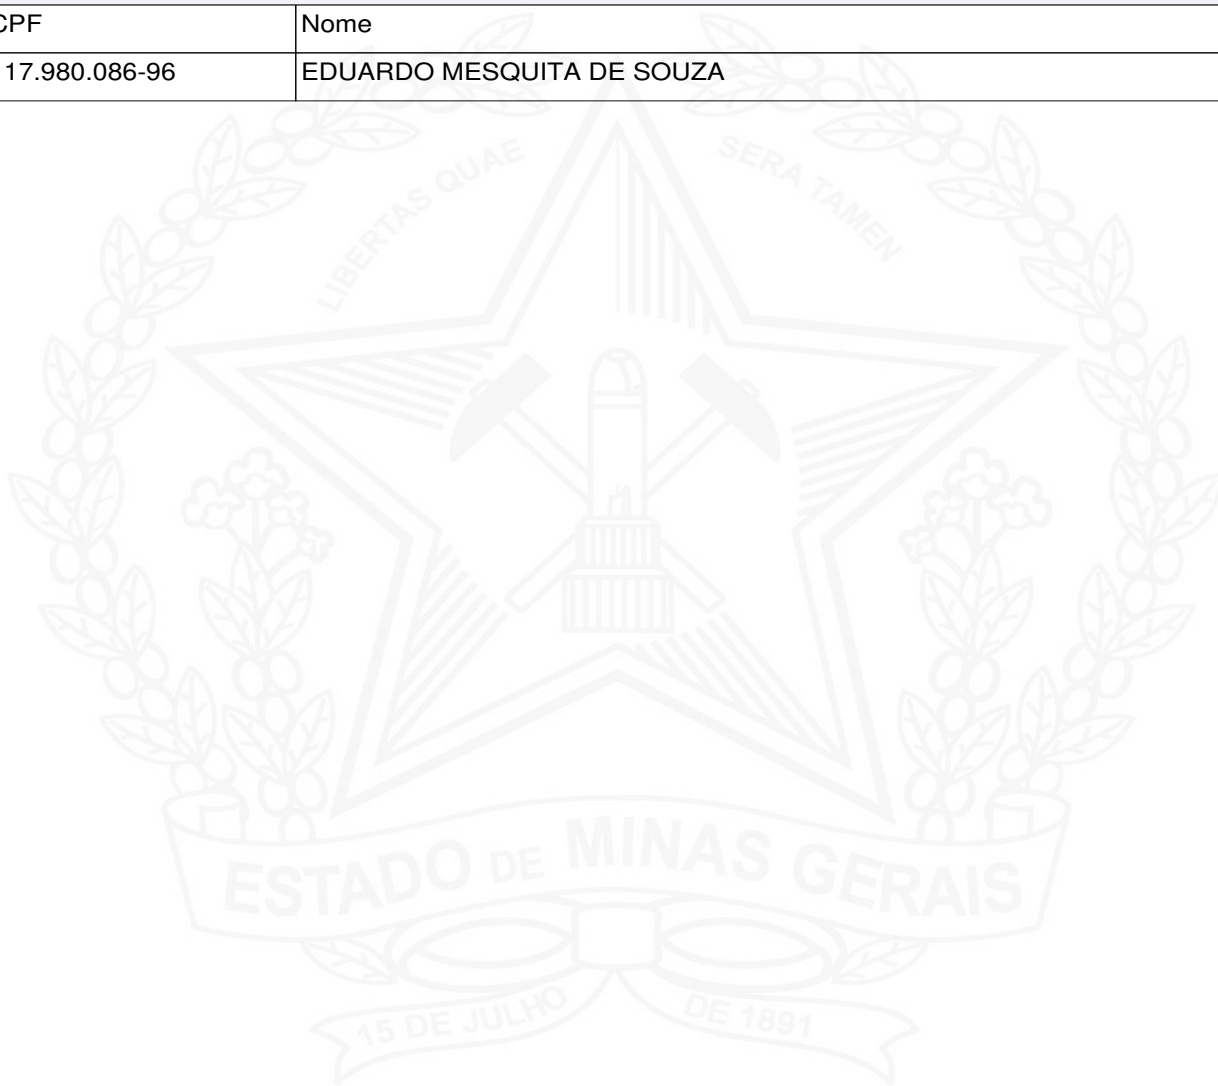 CPF Nome
17.980.086-96 EDUARDO MESQUITA DE SOUZA
LIBERTAS QUAE SERA TAMEN
ESTADO DE MINAS GERAIS
15 DE JULHO DE 1891